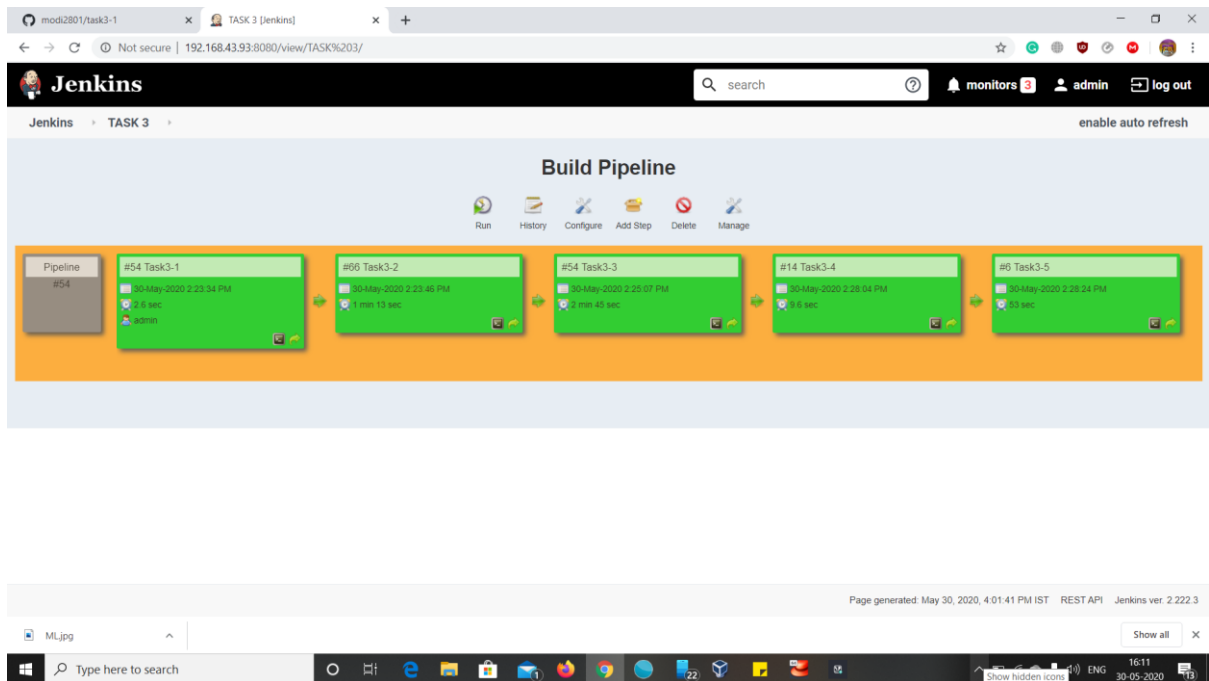 modi2801/task3-1
TASK 3 [Jenkins]
Not secure | 192.168.43.93:8080/view/TASK%203/
Jenkins
search
monitors 3
admin
log out
Jenkins
TASK 3
enable auto refresh
Build Pipeline
Run
History
Configure
Add Step
Delete
Manage
Pipeline
#54
#54 Task3-1
30-May-2020 2:23:34 PM
2.6 sec
admin
#66 Task3-2
30-May-2020 2:23:46 PM
1 min 13 sec
#54 Task3-3
30-May-2020 2:25:07 PM
2 min 45 sec
#14 Task3-4
30-May-2020 2:28:04 PM
9.6 sec
#6 Task3-5
30-May-2020 2:28:24 PM
53 sec
Page generated: May 30, 2020, 4:01:41 PM IST
REST API
Jenkins ver. 2.222.3
ML.jpg
Show all
Type here to search
1
22
ENG
16:11
30-05-2020
13
Show hidden icons